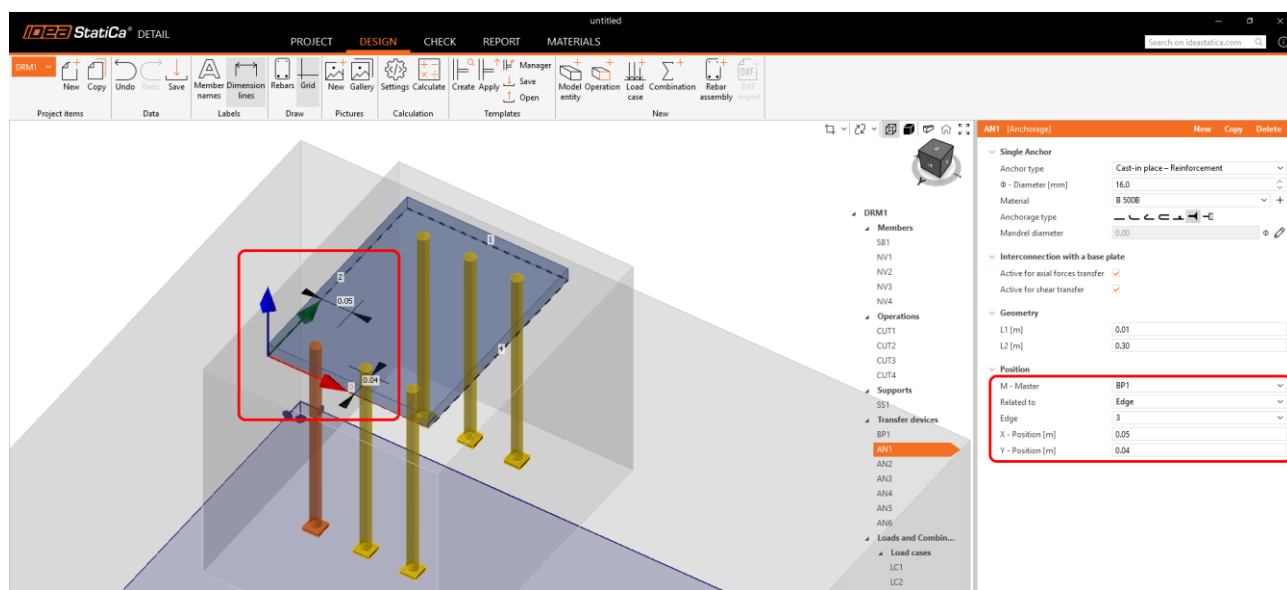 untitled
IDEA StatiCa® DETAIL
PROJECT DESIGN CHECK REPORT MATERIALS
Search on ideastatica.com
DRM1
New Copy Undo Redo Save Member names Dimension lines Rebars Grid New Gallery Settings Calculate Create Apply Manager Save Open Model entity Operation Load case Combination Rebar assembly DXF Import
Project items Data Labels Draw Pictures Calculation Templates New
AN1 [Anchorage] New Copy Delete
Single Anchor
Anchor type Cast-in place – Reinforcement
Φ - Diameter [mm] 16.0
Material B 500B
Anchorage type
Mandrel diameter 0.00 Φ
Interconnection with a base plate
Active for axial forces transfer
Active for shear transfer
Geometry
L1 [m] 0.01
L2 [m] 0.30
Position
M - Master BP1
Related to Edge
Edge 3
X - Position [m] 0.05
Y - Position [m] 0.04
DRM1
Members
SB1
NV1
NV2
NV3
NV4
Operations
CUT1
CUT2
CUT3
CUT4
Supports
SS1
Transfer devices
BP1
AN1
AN2
AN3
AN4
AN5
AN6
Loads and Combin...
Load cases
LC1
LC2
1
2
0.05
4
0.04
3